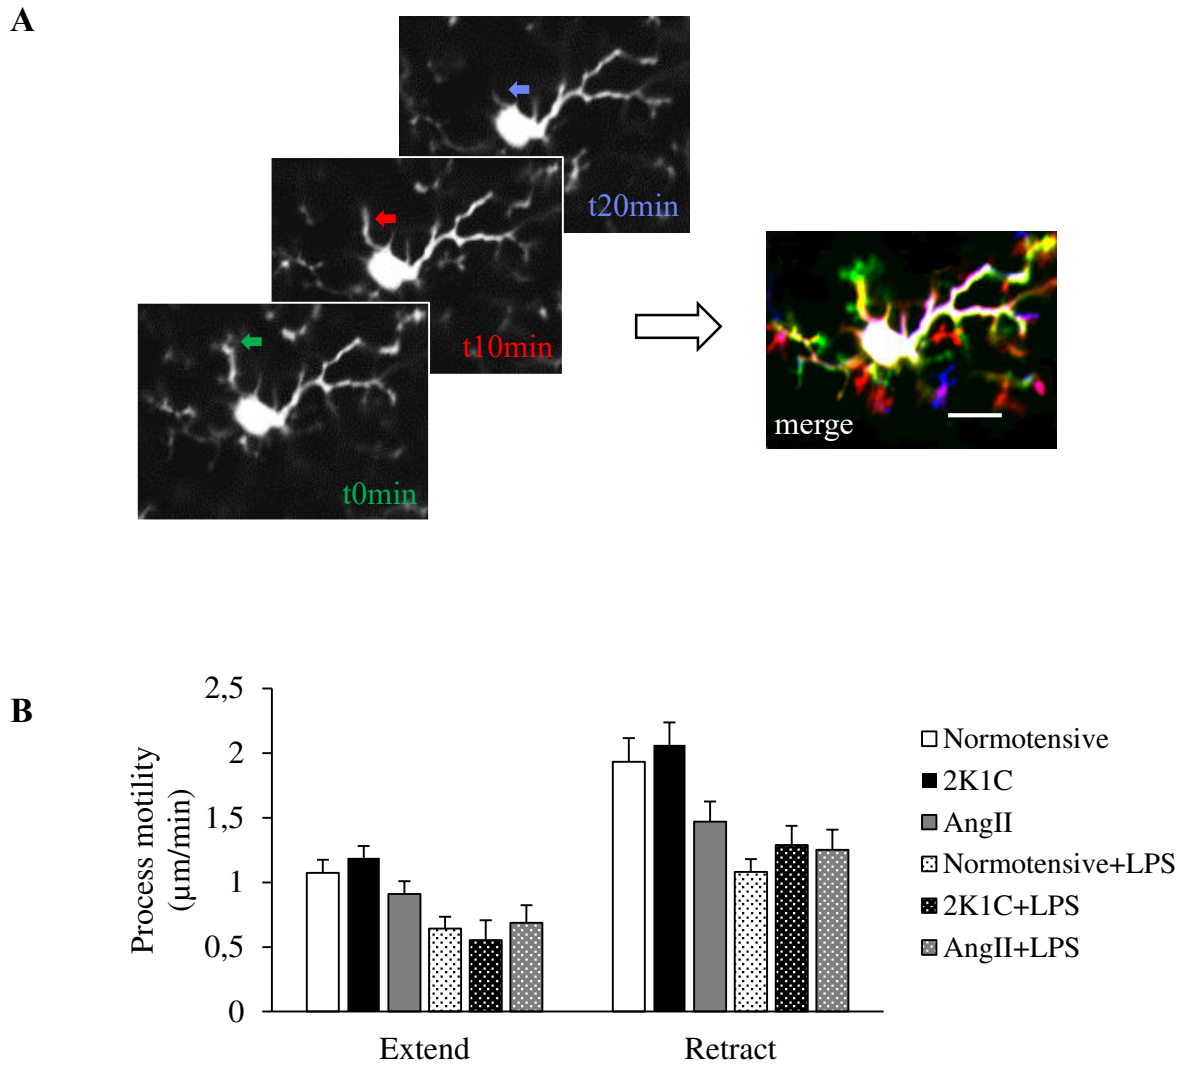 A
t20min
t10min
t0min
merge
B
Process motility
(µm/min)
2,5
2
1,5
1
0,5
0
Extend
Retract
Normotensive
2K1C
AngII
Normotensive+LPS
2K1C+LPS
AngII+LPS